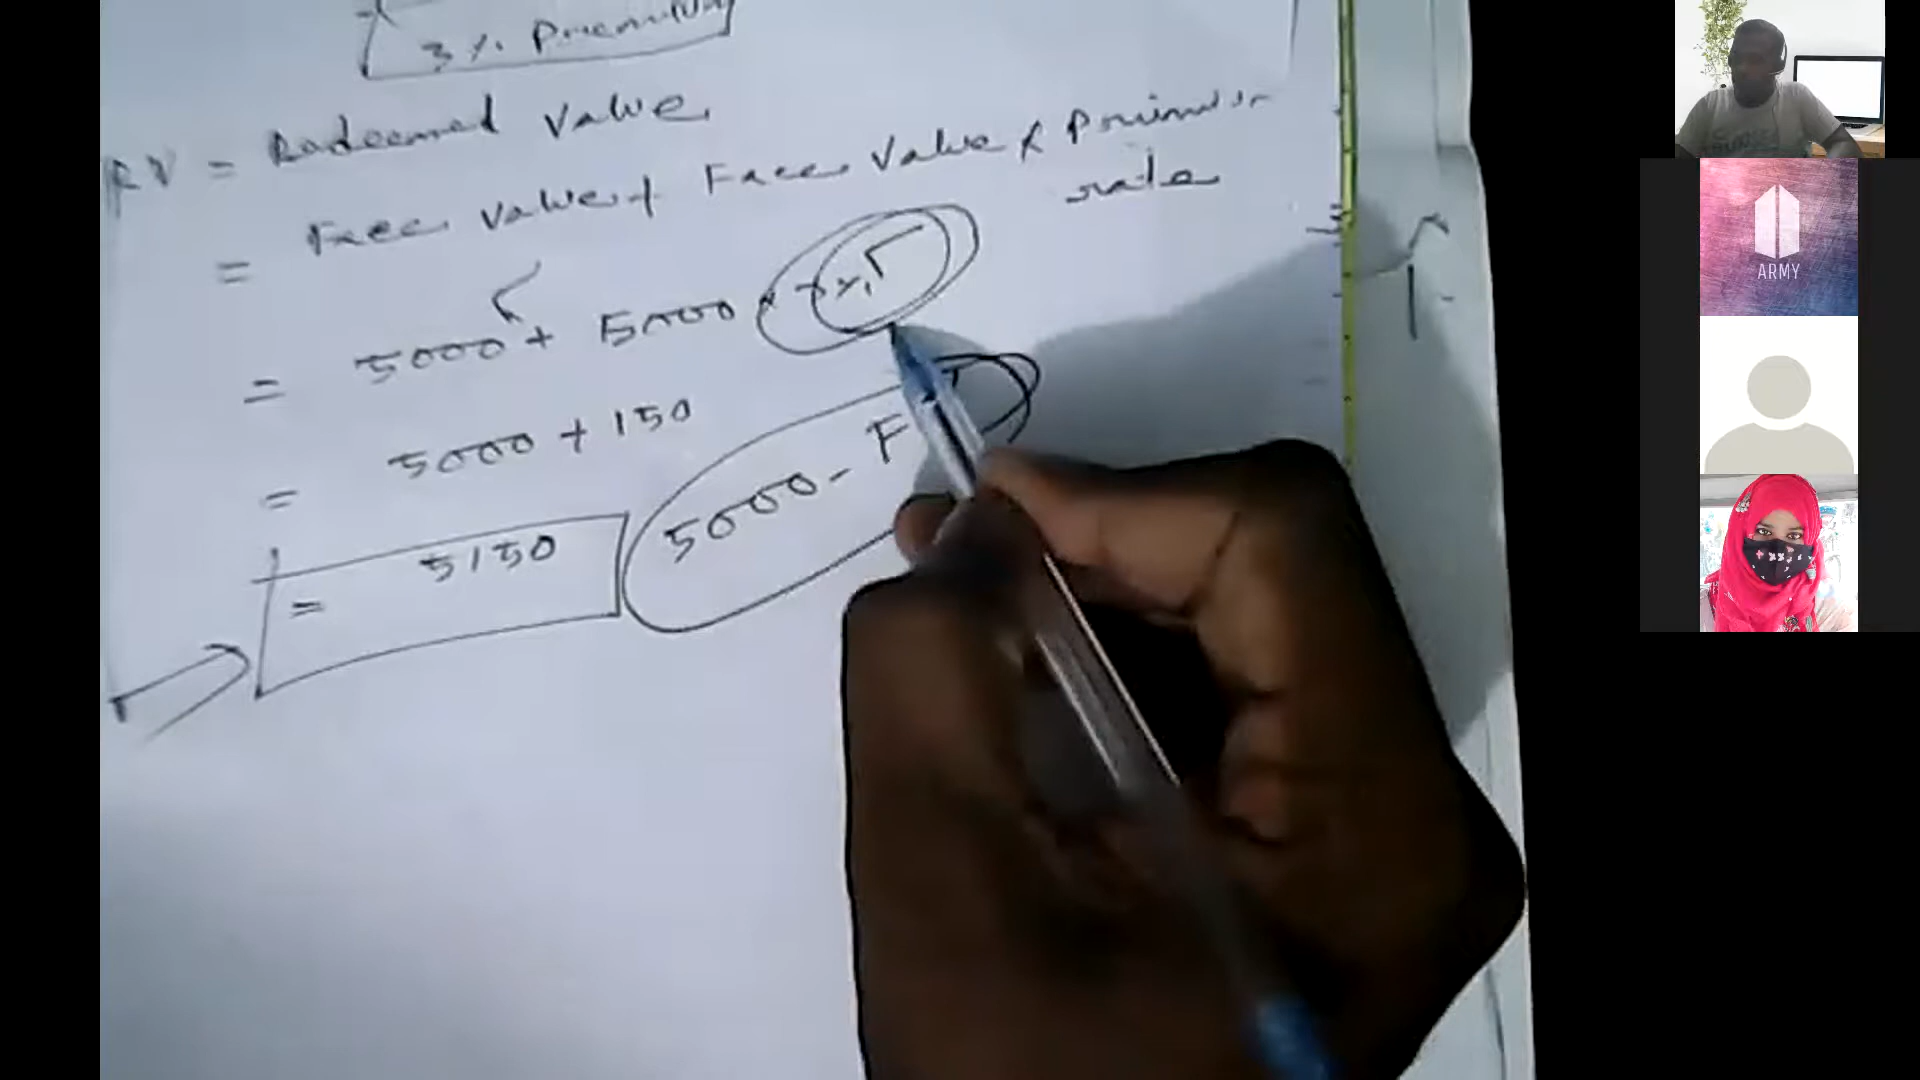 3 % Premium
RV = Redeemed Value
= Face Value + Face Value x Premium
rate
= 5000 + 5000 x 3%
= 5000 + 150
= 5150
5000 - F
ARMY